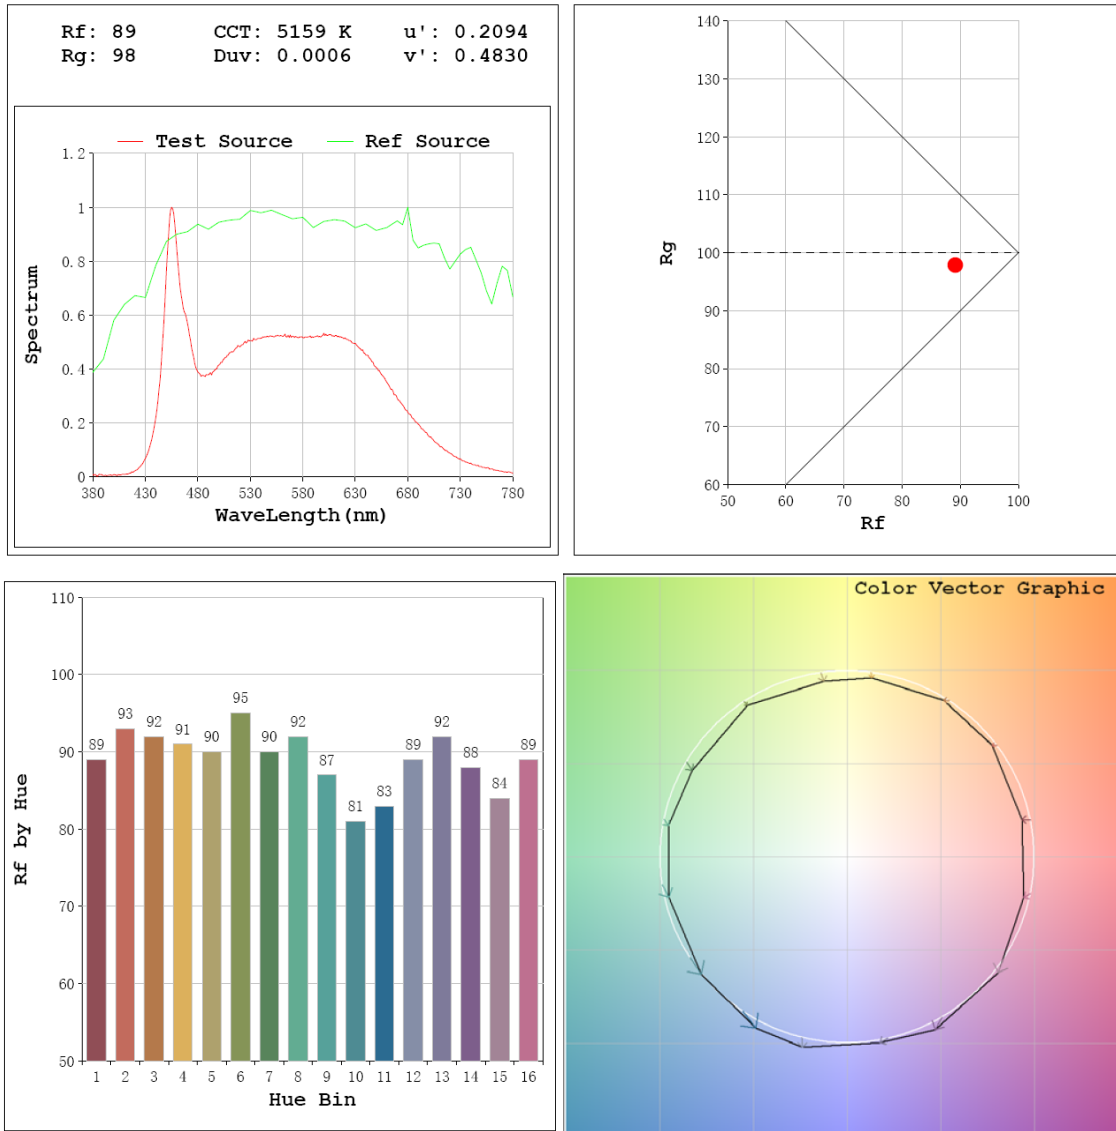 Rf: 89 CCT: 5159 K u': 0.2094
Rg: 98 Duv: 0.0006 v': 0.4830
Test Source Ref Source
1.2
1
0.8
0.6
0.4
0.2
0
Spectrum
380 430 480 530 580 630 680 730 780
WaveLength(nm)
140
130
120
110
100
90
80
70
60
Rg
50 60 70 80 90 100
Rf
110
100
90
80
70
60
50
Rf by Hue
89 93 92 91 90 95 90 92 87 81 83 89 92 88 84 89
1 2 3 4 5 6 7 8 9 10 11 12 13 14 15 16
Hue Bin
Color Vector Graphic